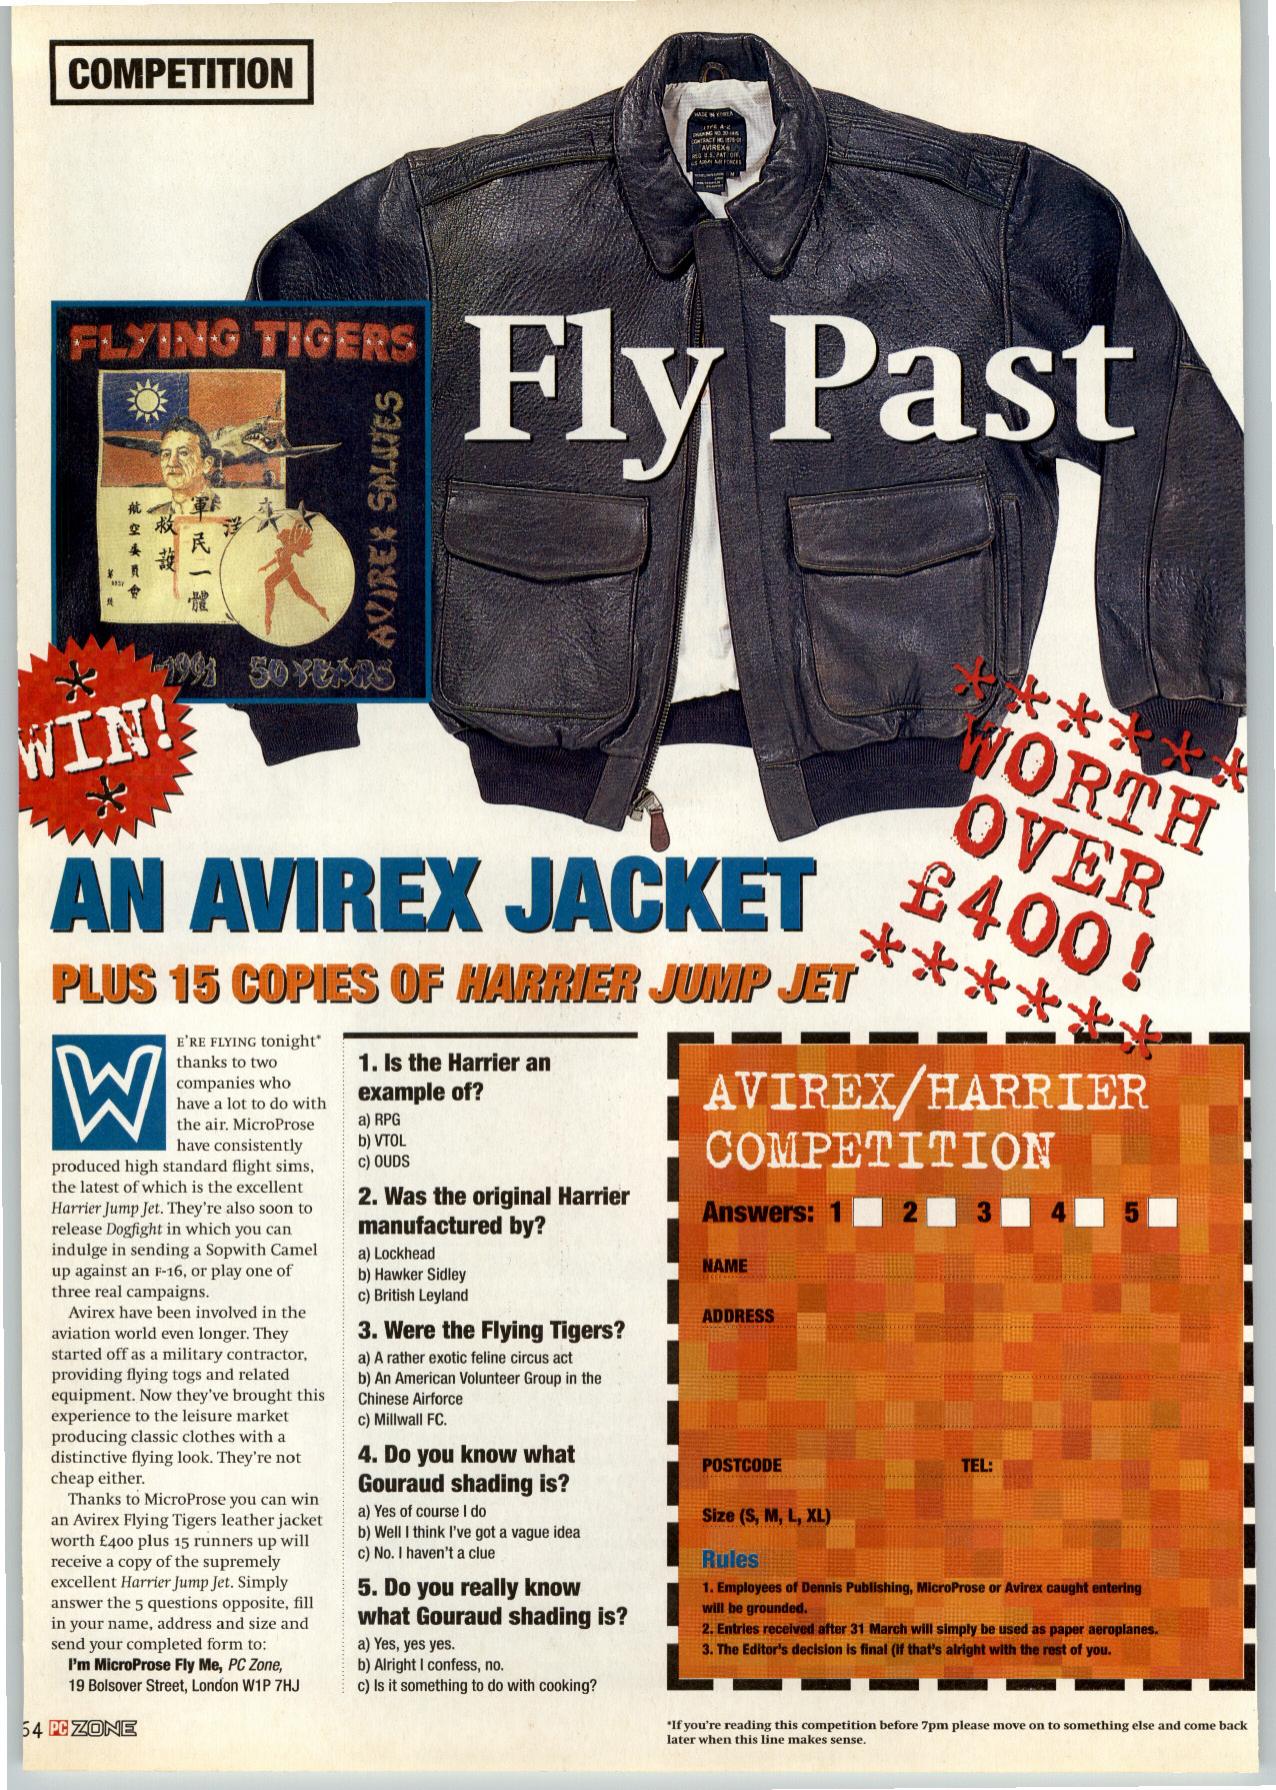 COMPETITION
MADE IN KOREA
TYPE A-2
AVIREX
Fly Past
FLYING TIGERS
AVIREX SALUTES
航空委員會
軍民一體
救護
洋
1991 50 YEARS
WIN!
WORTH
OVER
£400!
AN AVIREX JACKET
PLUS 15 COPIES OF HARRIER JUMP JET
WE'RE FLYING tonight*
thanks to two
companies who
have a lot to do with
the air. MicroProse
have consistently
produced high standard flight sims,
the latest of which is the excellent
Harrier Jump Jet. They're also soon to
release Dogfight in which you can
indulge in sending a Sopwith Camel
up against an F-16, or play one of
three real campaigns.
Avirex have been involved in the
aviation world even longer. They
started off as a military contractor,
providing flying togs and related
equipment. Now they've brought this
experience to the leisure market
producing classic clothes with a
distinctive flying look. They're not
cheap either.
Thanks to MicroProse you can win
an Avirex Flying Tigers leather jacket
worth £400 plus 15 runners up will
receive a copy of the supremely
excellent Harrier Jump Jet. Simply
answer the 5 questions opposite, fill
in your name, address and size and
send your completed form to:
I'm MicroProse Fly Me, PC Zone,
19 Bolsover Street, London W1P 7HJ
1. Is the Harrier an
example of?
a) RPG
b) VTOL
c) OUDS
2. Was the original Harrier
manufactured by?
a) Lockhead
b) Hawker Sidley
c) British Leyland
3. Were the Flying Tigers?
a) A rather exotic feline circus act
b) An American Volunteer Group in the
Chinese Airforce
c) Millwall FC.
4. Do you know what
Gouraud shading is?
a) Yes of course I do
b) Well I think I've got a vague idea
c) No. I haven't a clue
5. Do you really know
what Gouraud shading is?
a) Yes, yes yes.
b) Alright I confess, no.
c) Is it something to do with cooking?
AVIREX/HARRIER
COMPETITION
Answers: 1 2 3 4 5
NAME
ADDRESS
POSTCODE TEL:
Size (S, M, L, XL)
Rules
1. Employees of Dennis Publishing, MicroProse or Avirex caught entering
will be grounded.
2. Entries received after 31 March will simply be used as paper aeroplanes.
3. The Editor's decision is final (if that's alright with the rest of you.
54 PC ZONE
*If you're reading this competition before 7pm please move on to something else and come back
later when this line makes sense.